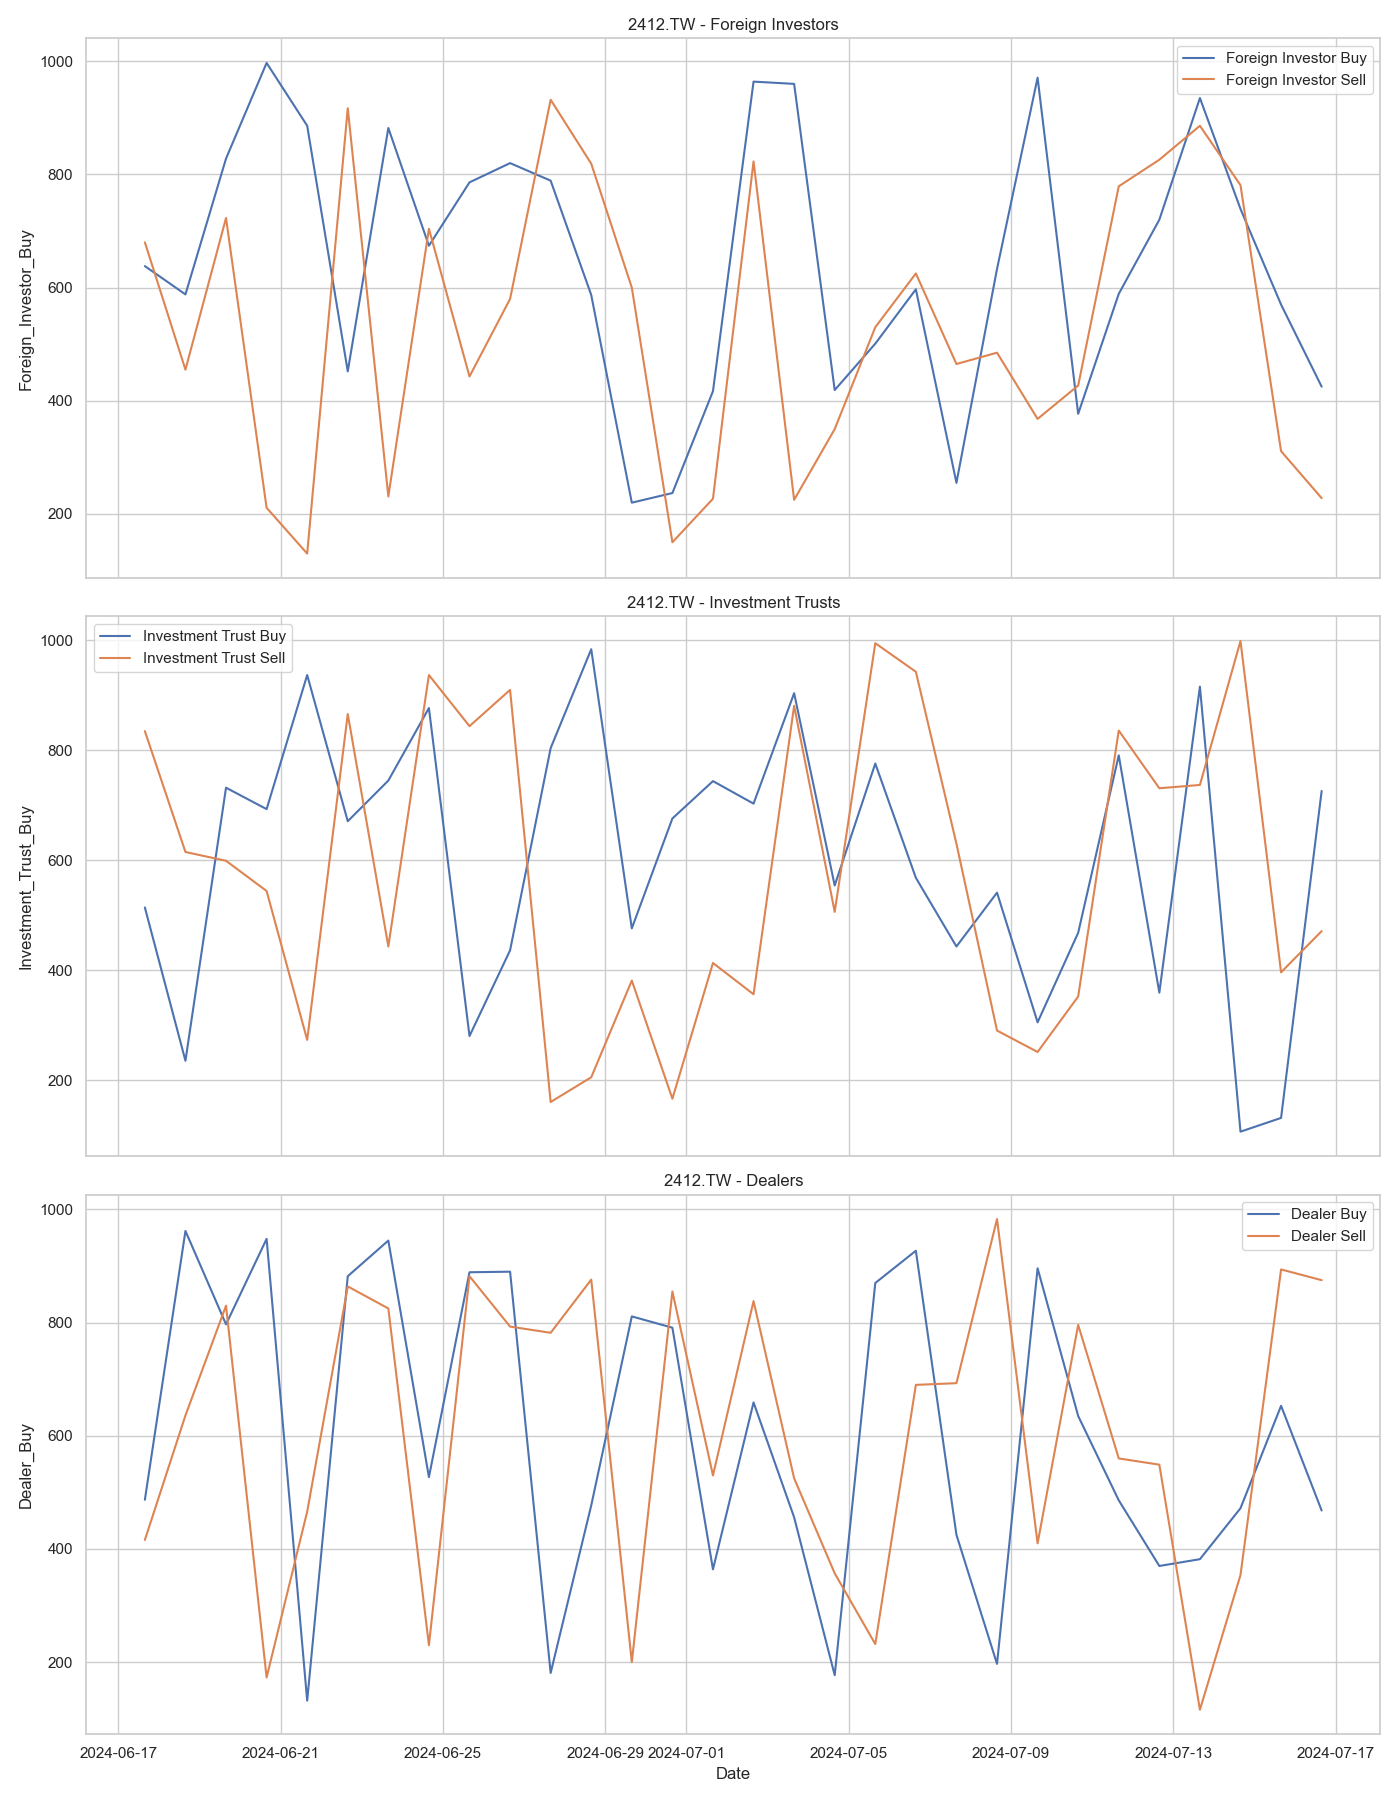 2412.TW - Foreign Investors
Foreign Investor Buy
Foreign Investor Sell
Foreign_Investor_Buy
1000
800
600
400
200
2412.TW - Investment Trusts
Investment Trust Buy
Investment Trust Sell
Investment_Trust_Buy
1000
800
600
400
200
2412.TW - Dealers
Dealer Buy
Dealer Sell
Dealer_Buy
1000
800
600
400
200
2024-06-17 2024-06-21 2024-06-25 2024-06-29 2024-07-01 2024-07-05 2024-07-09 2024-07-13 2024-07-17
Date